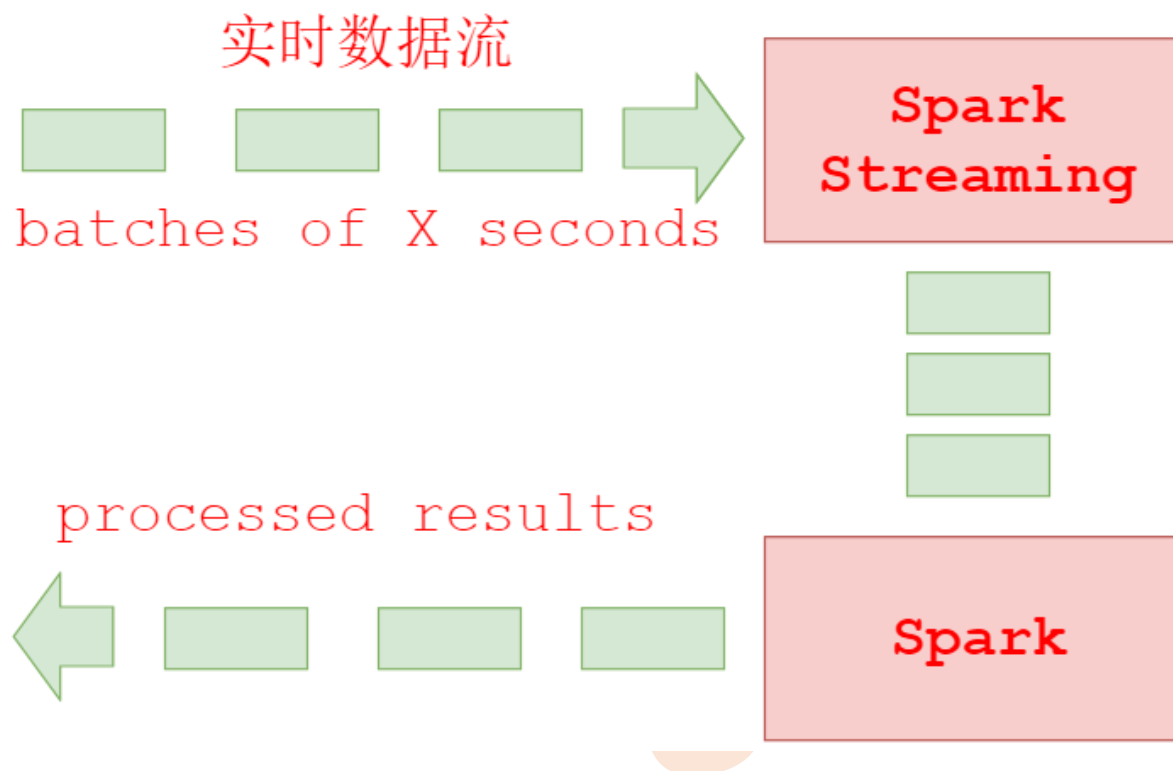 实时数据流
Spark
Streaming
batches of X seconds
processed results
Spark